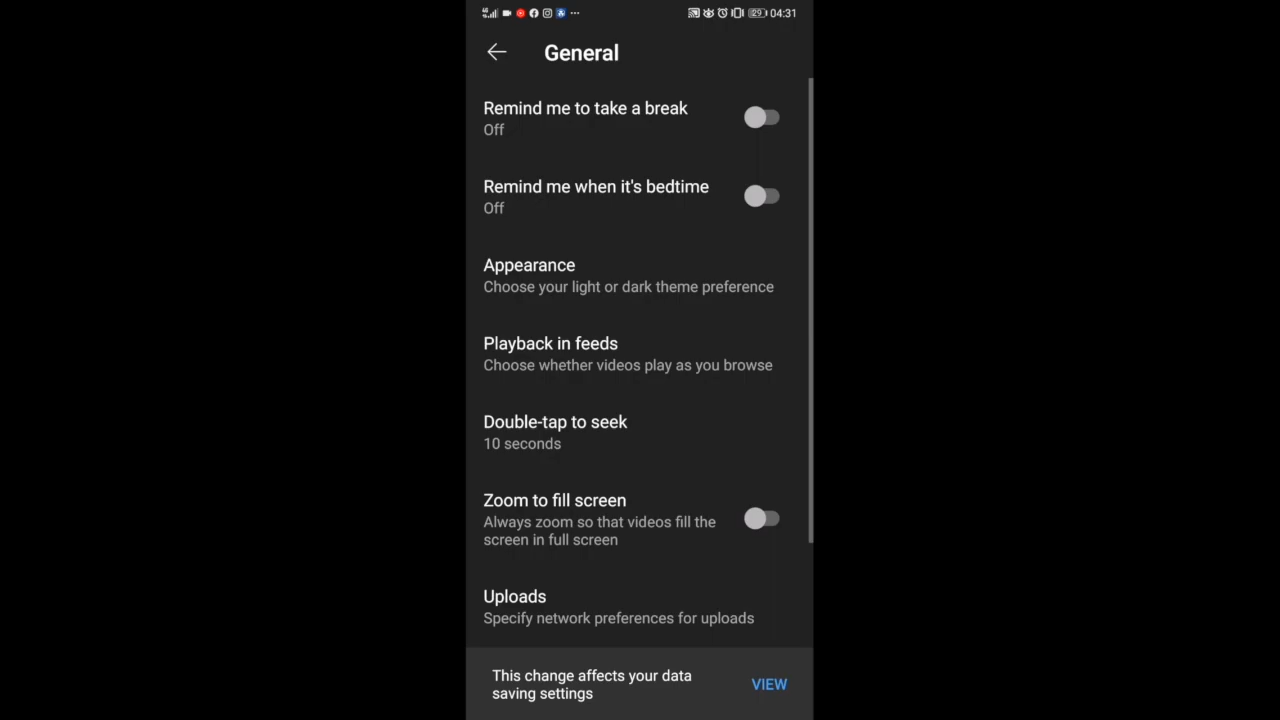 4G 29 04:31
General
Remind me to take a break
Off
Remind me when it's bedtime
Off
Appearance
Choose your light or dark theme preference
Playback in feeds
Choose whether videos play as you browse
Double-tap to seek
10 seconds
Zoom to fill screen
Always zoom so that videos fill the
screen in full screen
Uploads
Specify network preferences for uploads
This change affects your data
saving settings
VIEW